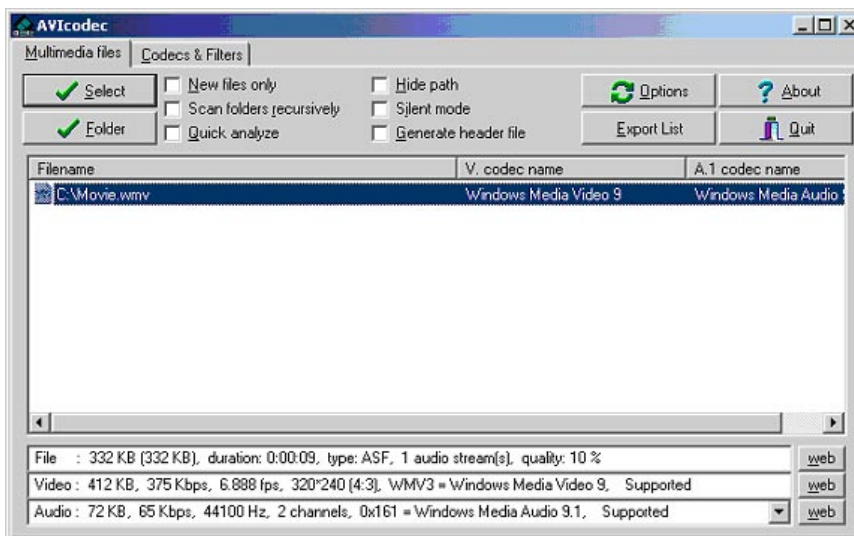 AVIcodec
Multimedia files Codecs & Filters
Select New files only Hide path Options About
Scan folders recursively Silent mode
Folder Quick analyze Generate header file Export List Quit
Filename V. codec name A.1 codec name
C:\Movie.wmv Windows Media Video 9 Windows Media Audio
File : 332 KB (332 KB), duration: 0:00:09, type: ASF, 1 audio stream(s), quality: 10 % web
Video : 412 KB, 375 Kbps, 6.888 fps, 320*240 (4:3), WMV3 = Windows Media Video 9, Supported web
Audio : 72 KB, 65 Kbps, 44100 Hz, 2 channels, 0x161 = Windows Media Audio 9.1, Supported web